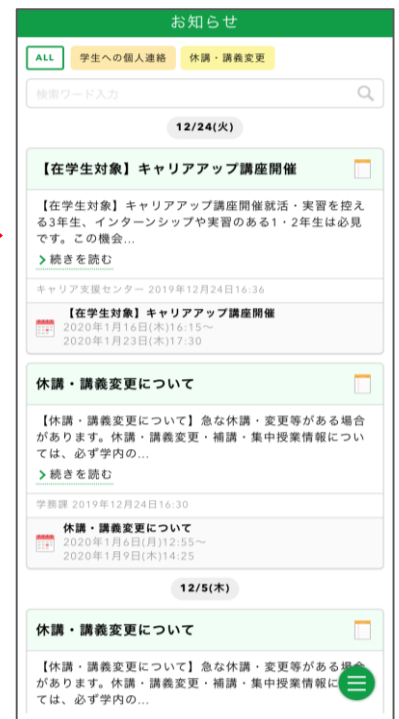 お知らせ
ALL 学生への個人連絡 休講・講義変更
検索ワード入力
12/24(火)
【在学生対象】キャリアアップ講座開催
【在学生対象】キャリアアップ講座開催就活・実習を控え
る3年生、インターンシップや実習のある1・2年生は必見
です。この機会...
続きを読む
キャリア支援センター 2019年12月24日16:36
【在学生対象】キャリアアップ講座開催
2020年1月16日(木)16:15～
2020年1月23日(木)17:30
休講・講義変更について
【休講・講義変更について】急な休講・変更等がある場合
があります。休講・講義変更・補講・集中授業情報につい
ては、必ず学内の...
続きを読む
学務課 2019年12月24日16:30
休講・講義変更について
2020年1月6日(月)12:55～
2020年1月9日(木)14:25
12/5(木)
休講・講義変更について
【休講・講義変更について】急な休講・変更等がある場合
があります。休講・講義変更・補講・集中授業情報に
ては、必ず学内の...